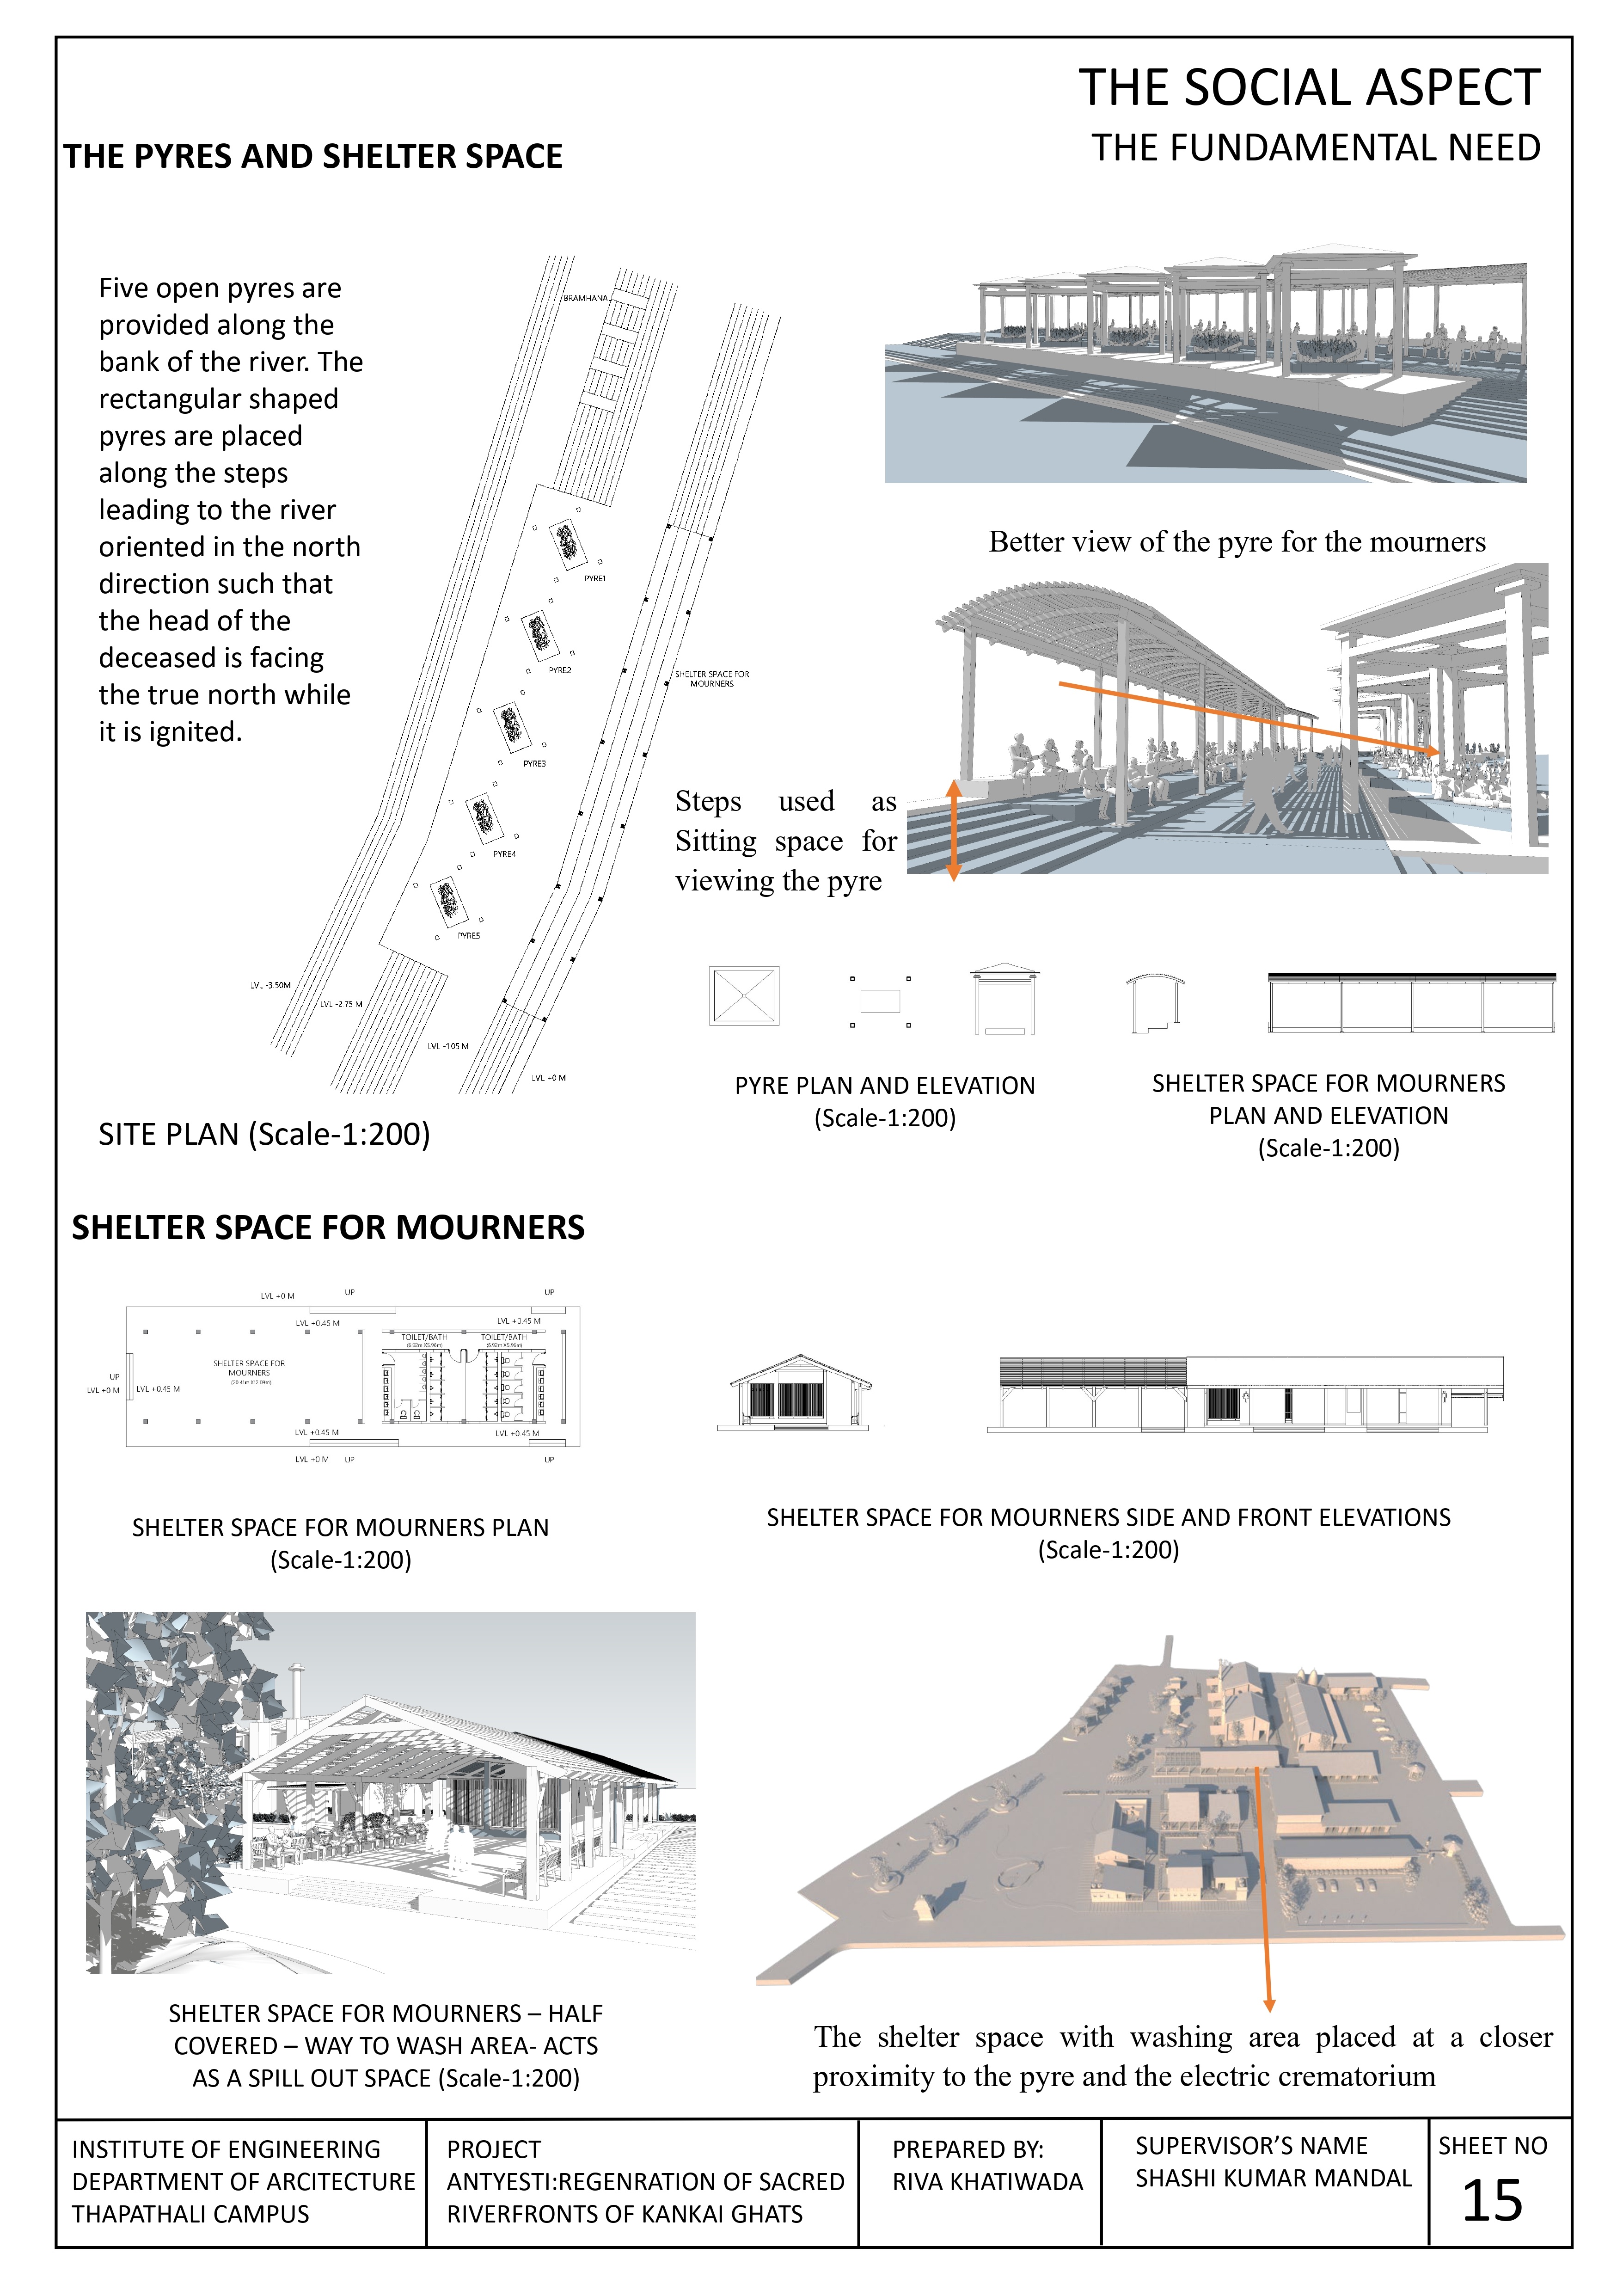 THE SOCIAL ASPECT
THE FUNDAMENTAL NEED
THE PYRES AND SHELTER SPACE
Five open pyres are
provided along the
bank of the river. The
rectangular shaped
pyres are placed
along the steps
leading to the river
oriented in the north
direction such that
the head of the
deceased is facing
the true north while
it is ignited.
BRAMHANAL
PYRE1
PYRE2
PYRE3
PYRE4
PYRE5
SHELTER SPACE FOR
MOURNERS
LVL -3.50M
LVL -2.75 M
LVL -1.05 M
LVL +0 M
SITE PLAN (Scale-1:200)
Better view of the pyre for the mourners
Steps used as
Sitting space for
viewing the pyre
PYRE PLAN AND ELEVATION
(Scale-1:200)
SHELTER SPACE FOR MOURNERS
PLAN AND ELEVATION
(Scale-1:200)
SHELTER SPACE FOR MOURNERS
LVL +0 M
UP
UP
LVL +0.45 M
LVL +0.45 M
TOILET/BATH
TOILET/BATH
SHELTER SPACE FOR
MOURNERS
UP
LVL +0 M
LVL +0.45 M
LVL +0.45 M
LVL +0.45 M
LVL +0 M
UP
UP
SHELTER SPACE FOR MOURNERS PLAN
(Scale-1:200)
SHELTER SPACE FOR MOURNERS SIDE AND FRONT ELEVATIONS
(Scale-1:200)
SHELTER SPACE FOR MOURNERS – HALF
COVERED – WAY TO WASH AREA- ACTS
AS A SPILL OUT SPACE (Scale-1:200)
The shelter space with washing area placed at a closer
proximity to the pyre and the electric crematorium
INSTITUTE OF ENGINEERING
DEPARTMENT OF ARCITECTURE
THAPATHALI CAMPUS
PROJECT
ANTYESTI:REGENRATION OF SACRED
RIVERFRONTS OF KANKAI GHATS
PREPARED BY:
RIVA KHATIWADA
SUPERVISOR’S NAME
SHASHI KUMAR MANDAL
SHEET NO
15